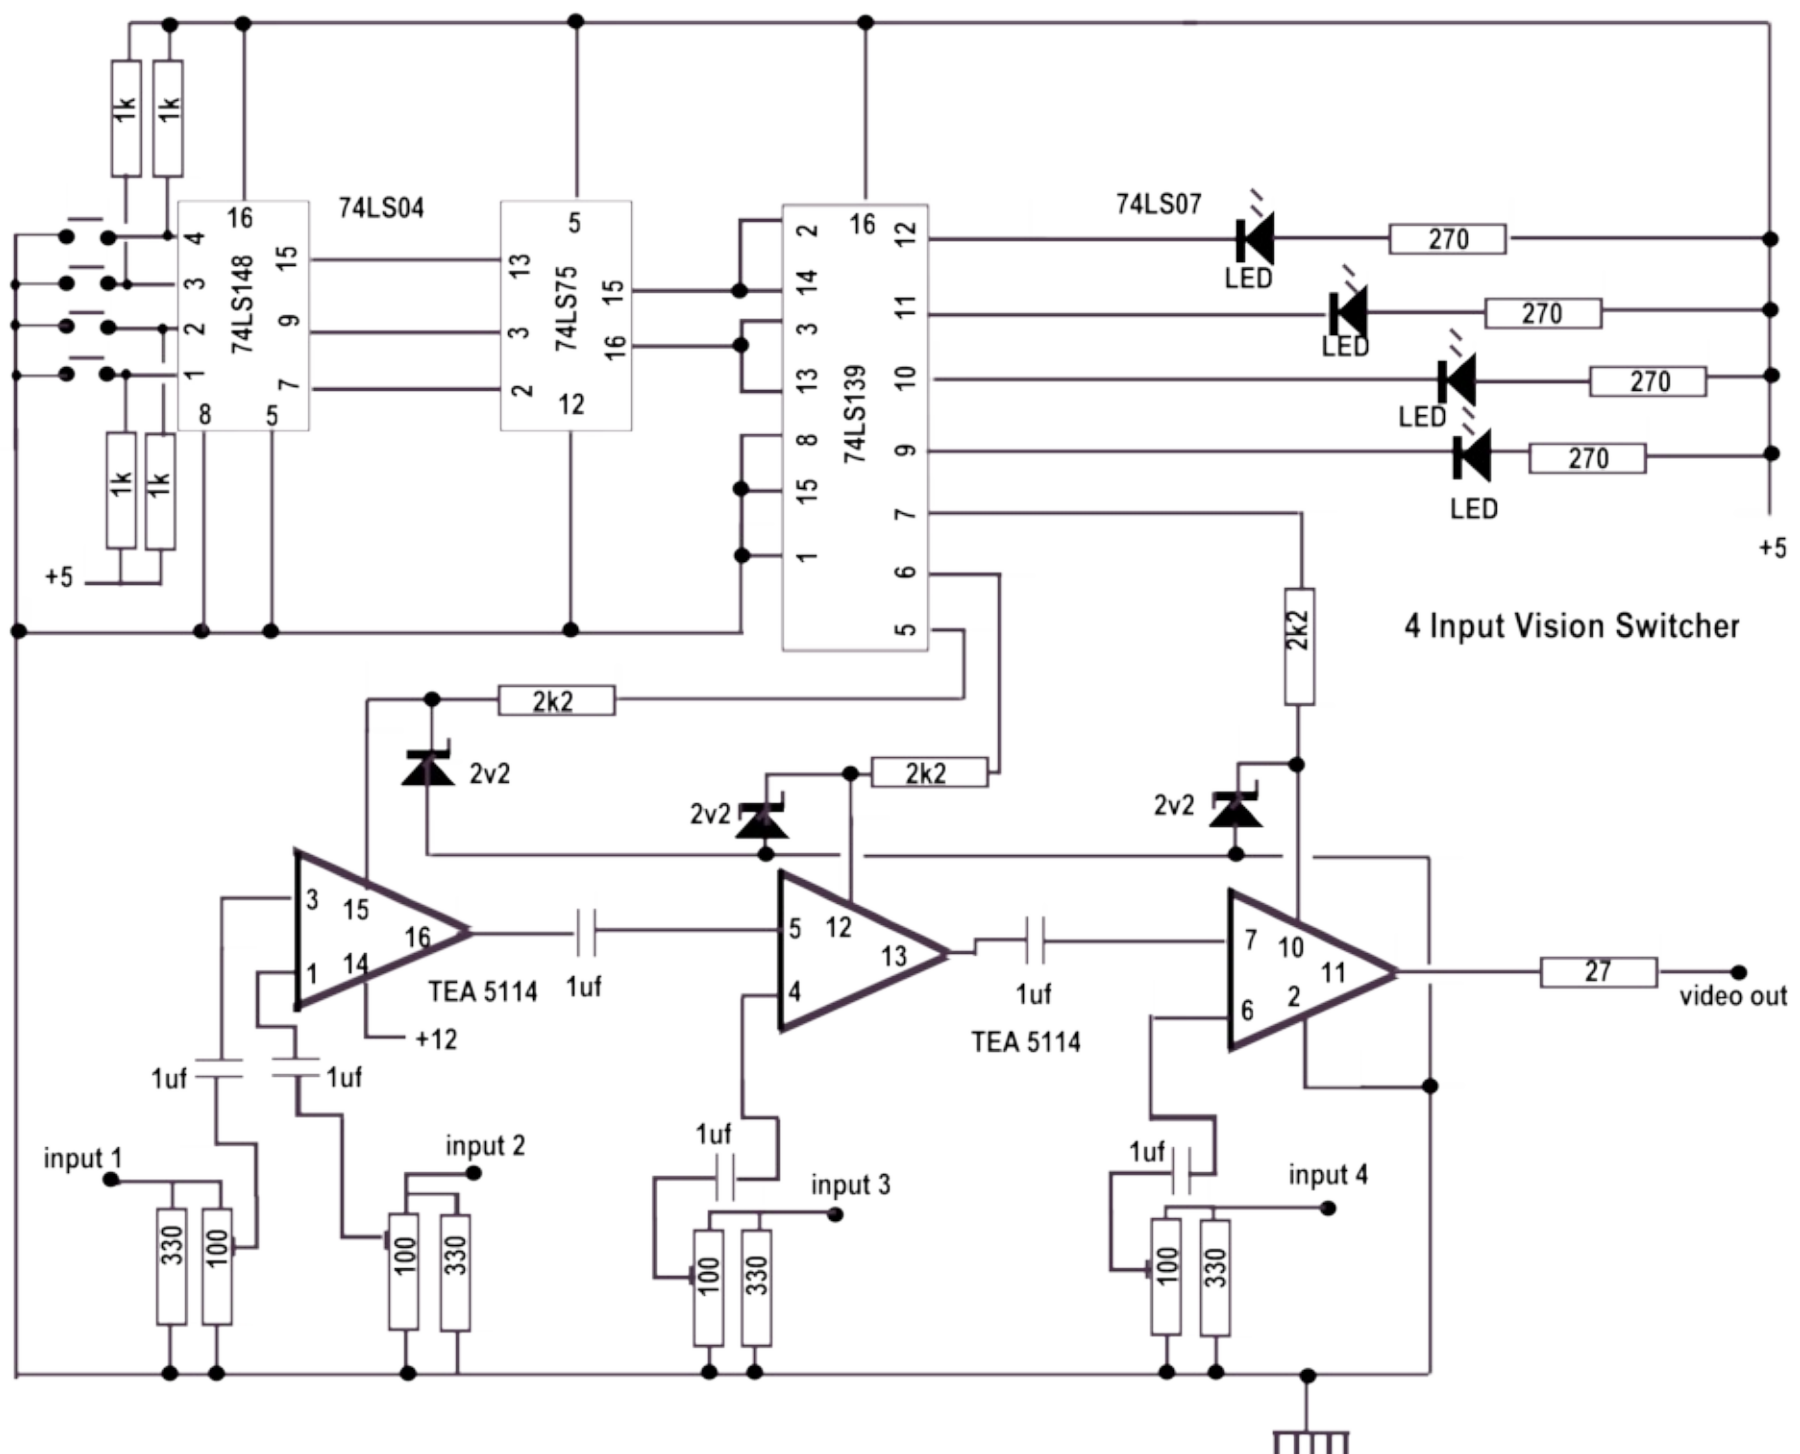 1k
1k
16
4
3
2
1
74LS148
15
9
7
8
5
74LS04
5
13
3
2
74LS75
15
16
12
16
2
14
3
13
8
15
1
74LS139
12
11
10
9
7
6
5
74LS07
LED
270
LED
270
LED
270
LED
270
+5
1k
1k
+5
4 Input Vision Switcher
2k2
2k2
2k2
2v2
2v2
2v2
3
15
16
1
14
TEA 5114
+12
1uf
5
12
13
4
1uf
TEA 5114
7
10
11
6
2
27
video out
1uf
1uf
input 1
330
100
input 2
100
330
1uf
input 3
100
330
1uf
input 4
100
330